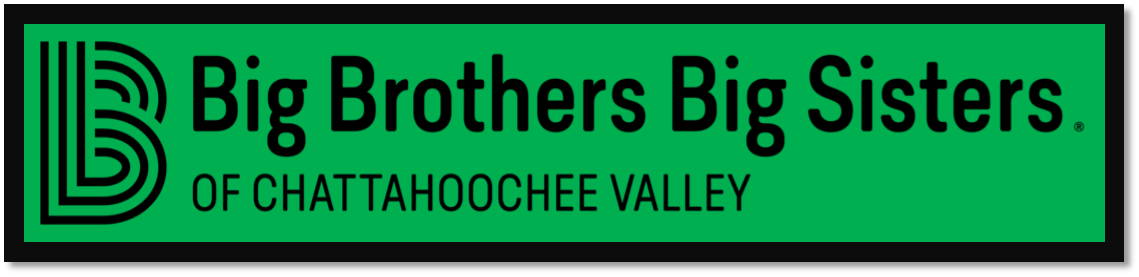 Big Brothers Big Sisters®
OF CHATTAHOOCHEE VALLEY